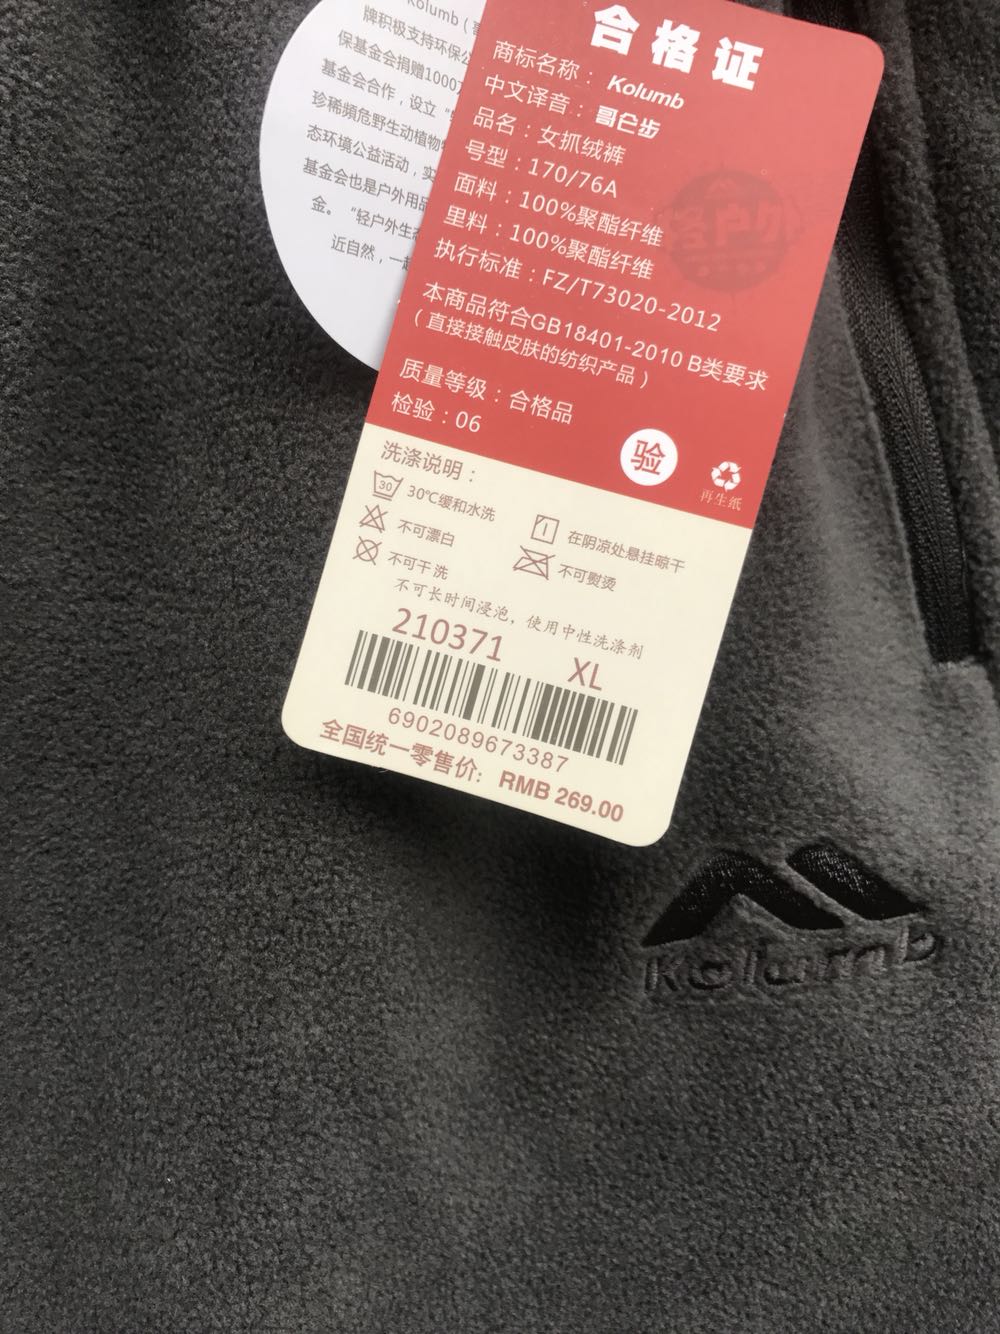 Kolumb
牌积极支持环保公
保基金会捐赠1000
基金会合作，设立
珍稀頻危野生动植物
态环境公益活动，实
基金会也是户外用品
金。“轻户外生态
近自然，一起
合格证
商标名称：Kolumb
中文译音：哥仑步
品名：女抓绒裤
号型：170/76A
面料：100%聚酯纤维
里料：100%聚酯纤维
执行标准：FZ/T73020-2012
本商品符合GB18401-2010 B类要求
（直接接触皮肤的纺织产品）
质量等级：合格品
检验：06
轻户外
验
再生纸
洗涤说明：
30
30℃缓和水洗
不可漂白
不可干洗
在阴凉处悬挂晾干
不可熨烫
不可长时间浸泡，使用中性洗涤剂
210371 XL
6902089673387
全国统一零售价：RMB 269.00
Kolumb